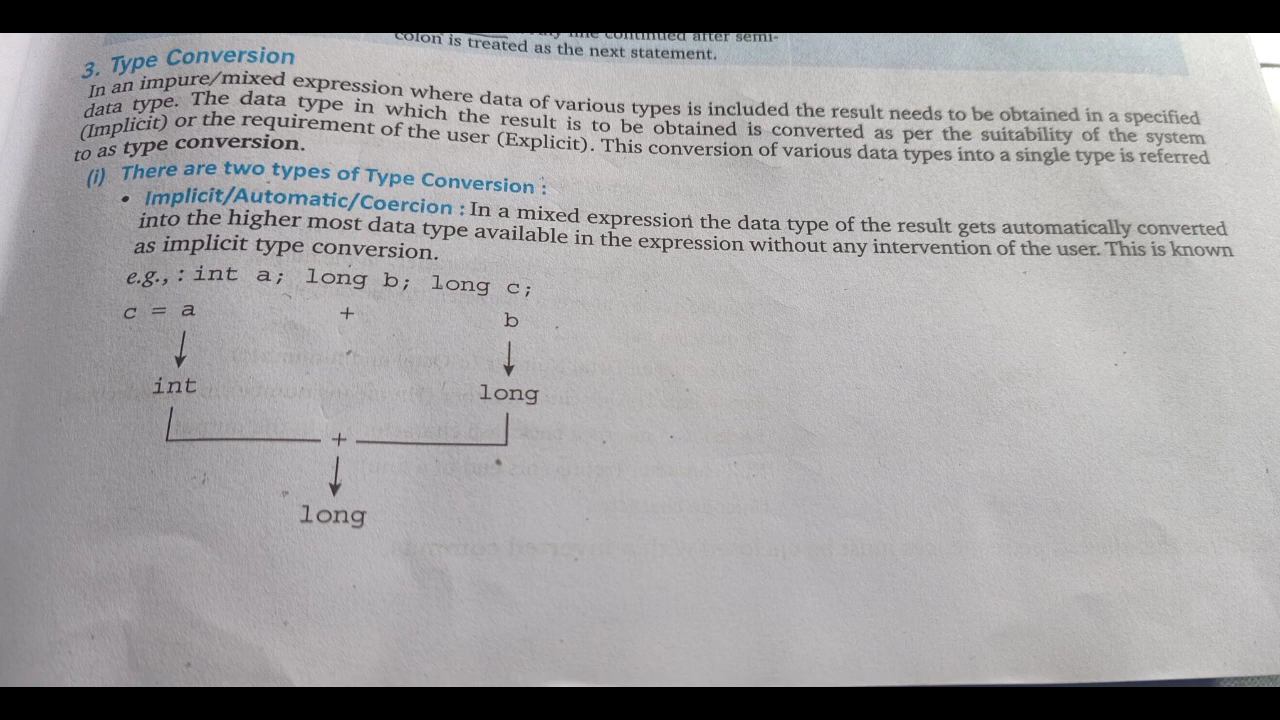 continued after semi-
colon is treated as the next statement.
3. Type Conversion
In an impure/mixed expression where data of various types is included the result needs to be obtained in a specified
data type. The data type in which the result is to be obtained is converted as per the suitability of the system
(Implicit) or the requirement of the user (Explicit). This conversion of various data types into a single type is referred
to as type conversion.
(i) There are two types of Type Conversion :
• Implicit/Automatic/Coercion : In a mixed expression the data type of the result gets automatically converted
into the higher most data type available in the expression without any intervention of the user. This is known
as implicit type conversion.
e.g., : int a; long b; long c;
c = a + b
int long
+
long